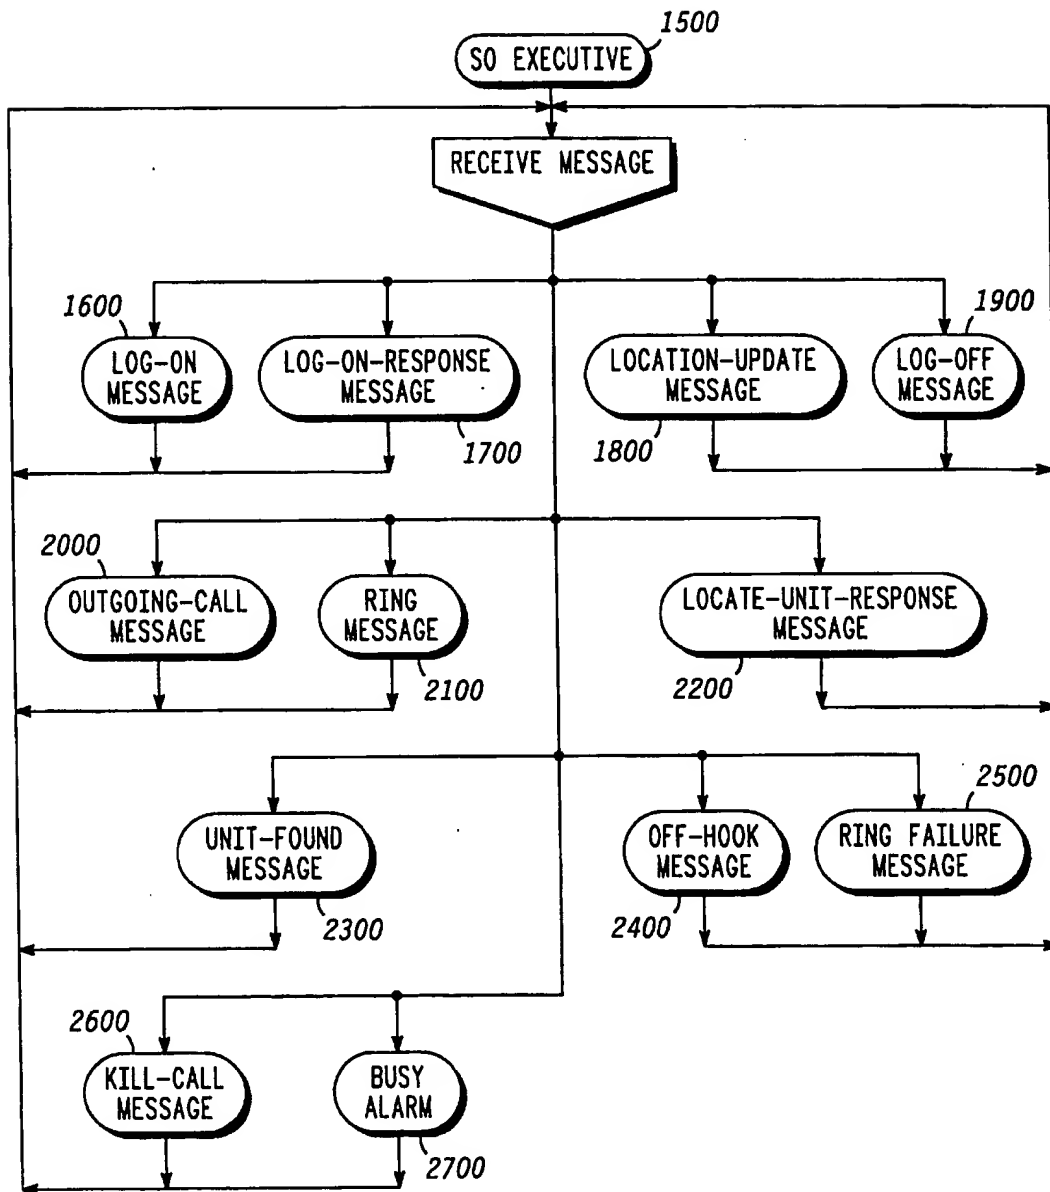 1500
SO EXECUTIVE
RECEIVE MESSAGE
1600
LOG-ON
MESSAGE
LOG-ON-RESPONSE
MESSAGE
1700
LOCATION-UPDATE
MESSAGE
1800
1900
LOG-OFF
MESSAGE
2000
OUTGOING-CALL
MESSAGE
RING
MESSAGE
2100
LOCATE-UNIT-RESPONSE
MESSAGE
2200
UNIT-FOUND
MESSAGE
2300
OFF-HOOK
MESSAGE
2400
2500
RING FAILURE
MESSAGE
2600
KILL-CALL
MESSAGE
BUSY
ALARM
2700